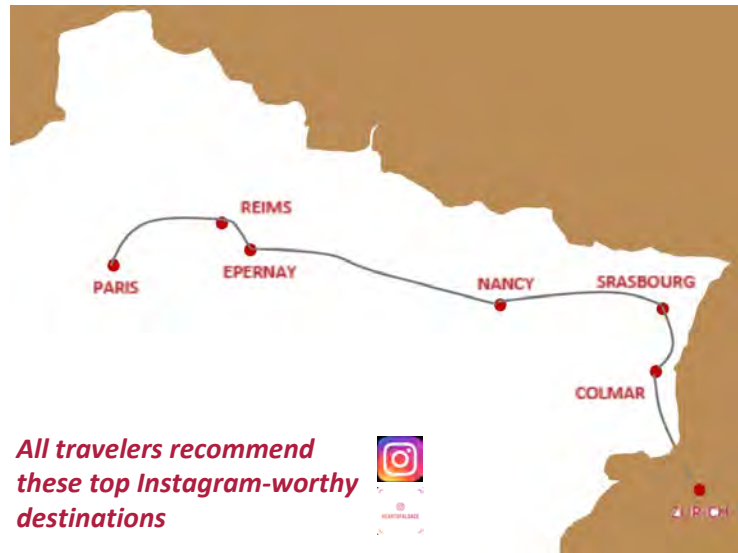 REIMS
EPERNAY
PARIS
NANCY
SRASBOURG
COLMAR
ZURICH
All travelers recommend
these top Instagram-worthy
destinations